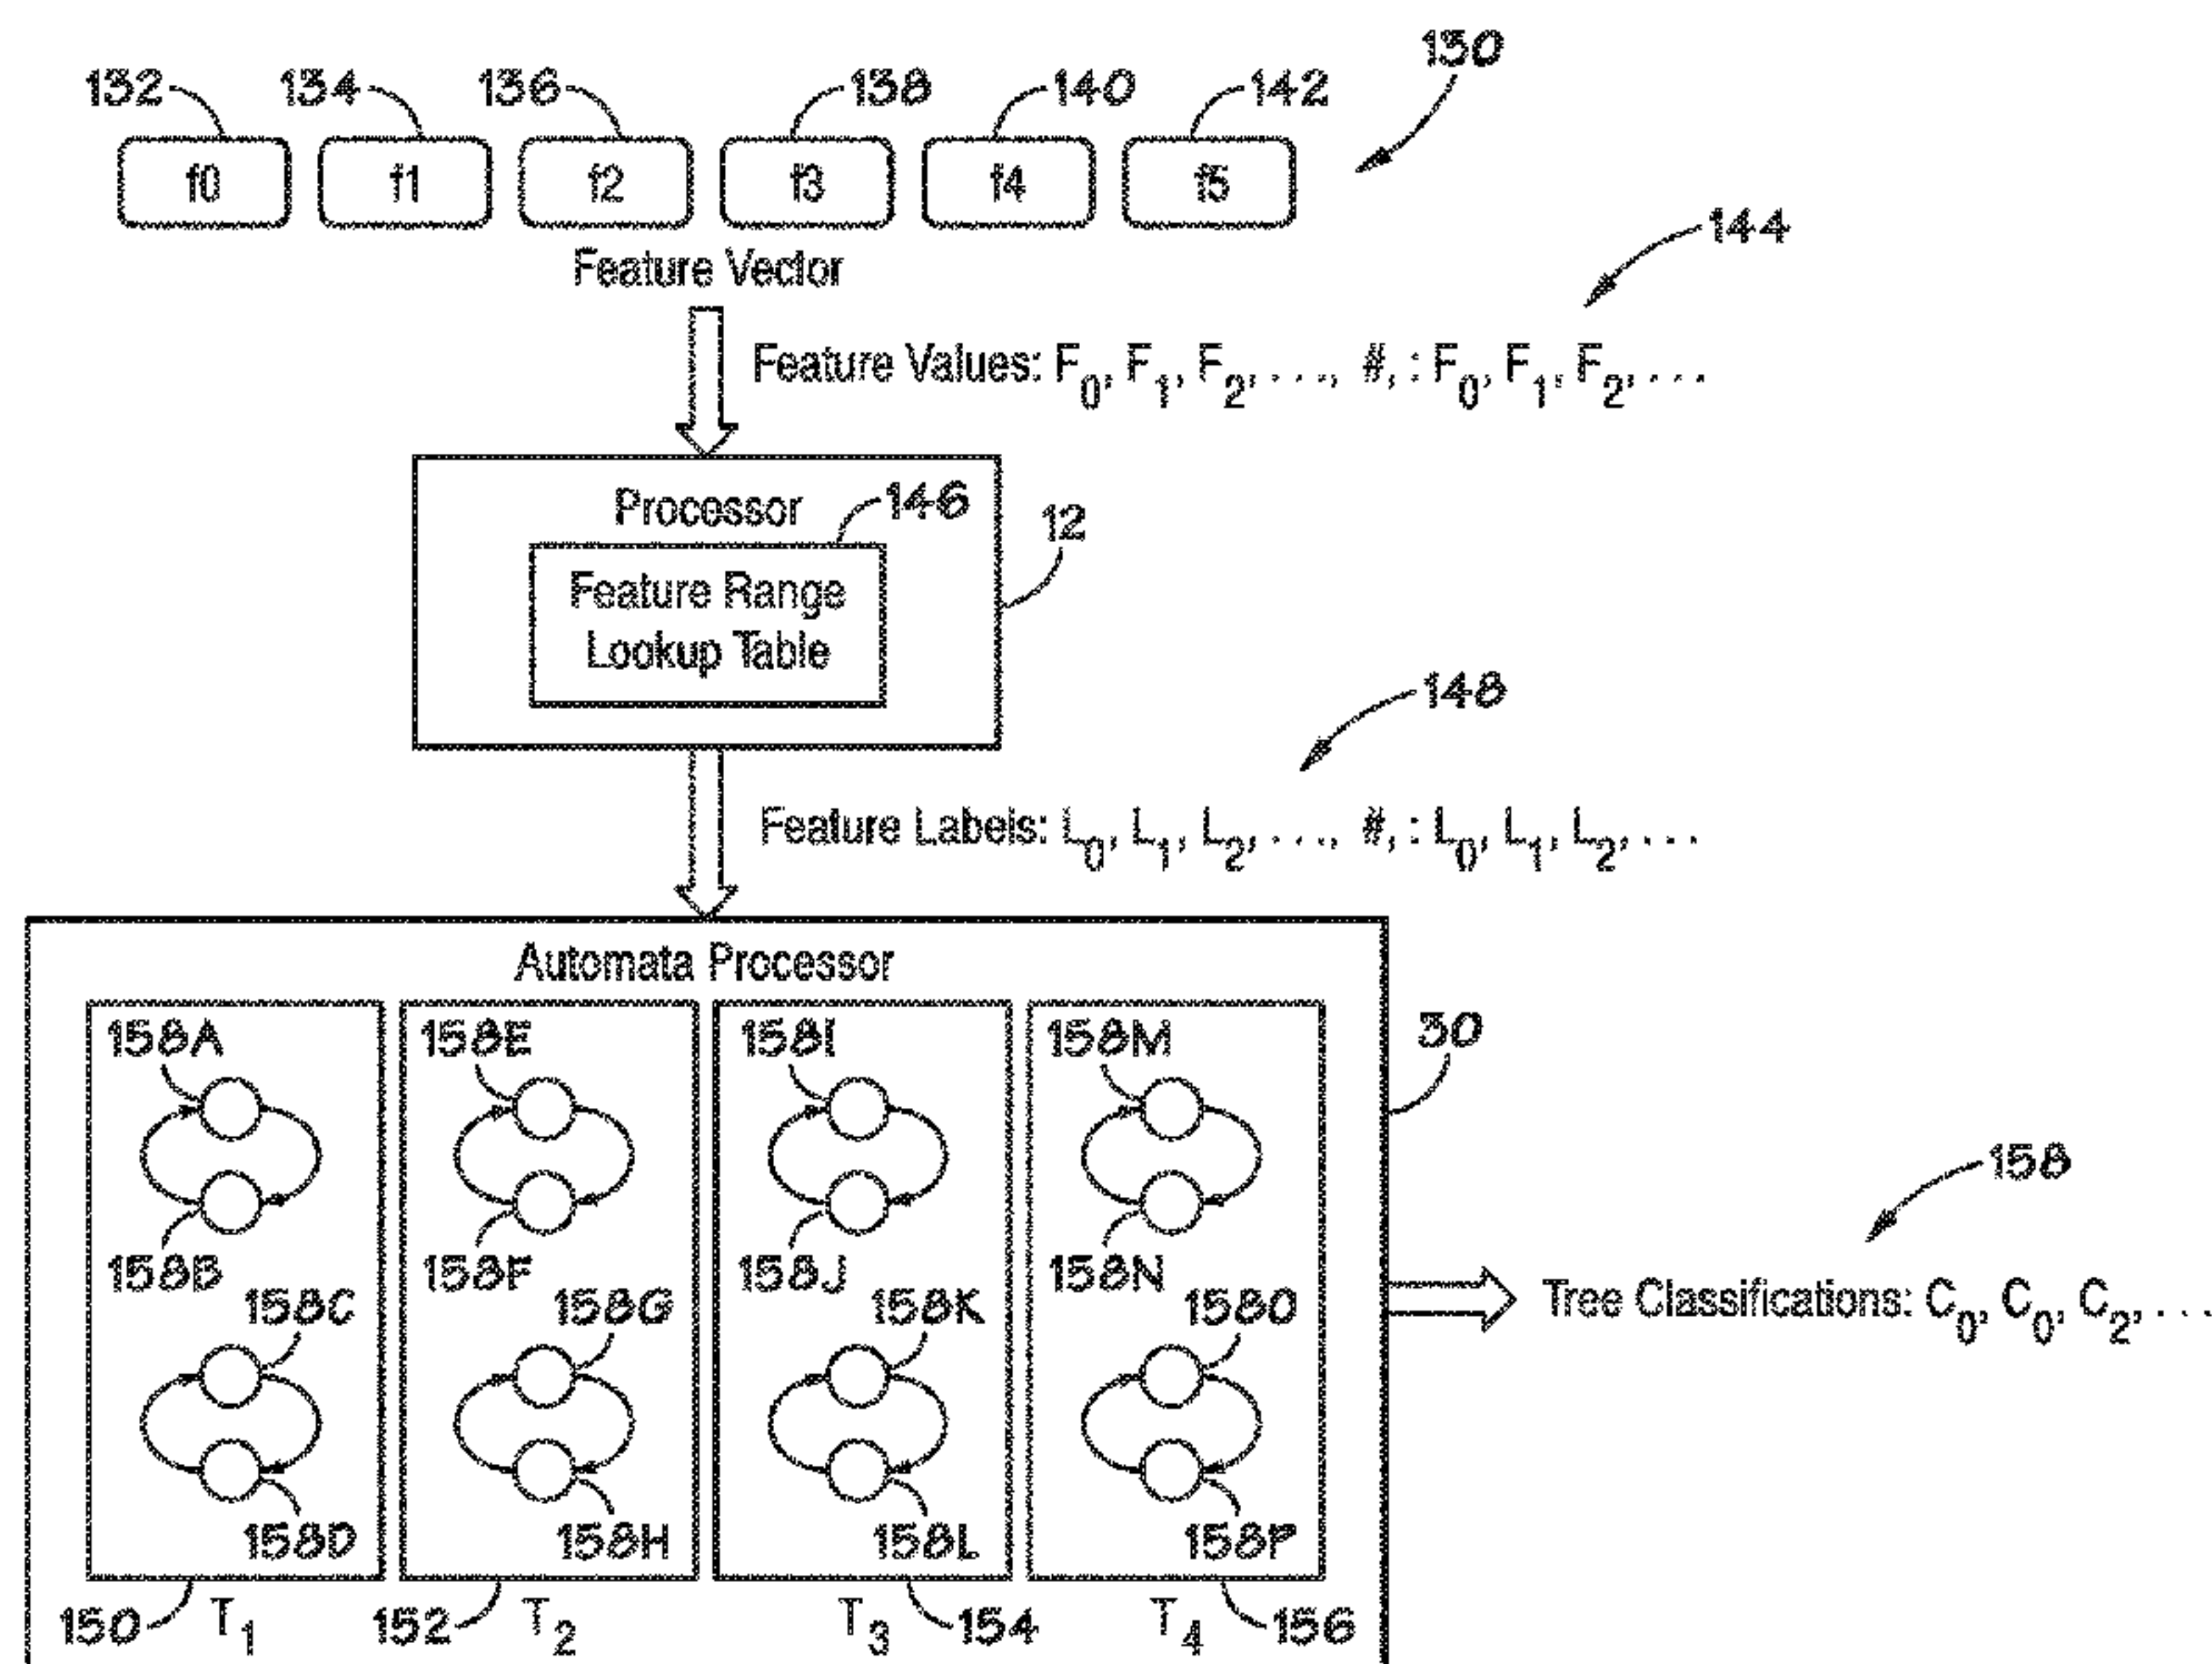 130
132 134 136 138 140 142
f0 f1 f2 f3 f4 f5
144
Feature Vector
Feature Values: F0, F1, F2, . . ., #, : F0, F1, F2, . . .
Processor
146
12
Feature Range
Lookup Table
148
Feature Labels: L0, L1, L2, . . ., #, : L0, L1, L2, . . .
Automata Processor
30
158A 158E 158I 158M
158
158B 158F 158J 158N
Tree Classifications: C0, C0, C2, . . .
158C 158G 158K 158O
158D 158H 158L 158P
150 T1 152 T2 T3 154 T4 156